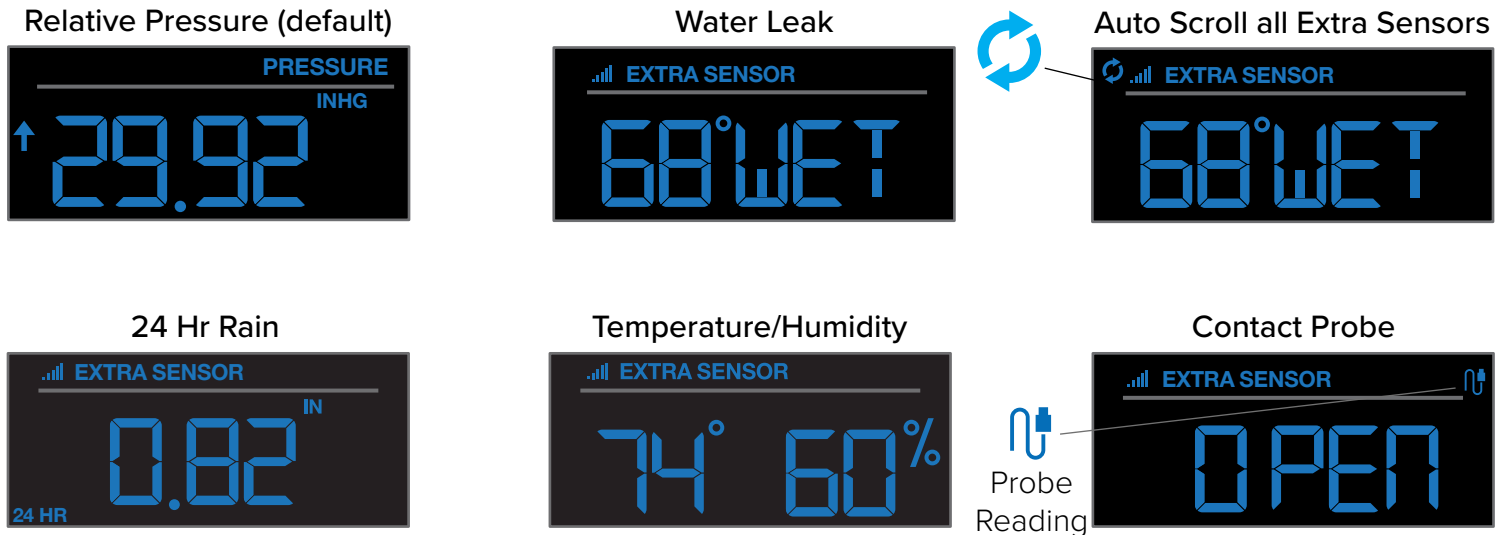 Relative Pressure (default)
PRESSURE
INHG
29.92
Water Leak
EXTRA SENSOR
68°WET
Auto Scroll all Extra Sensors
EXTRA SENSOR
68°WET
24 Hr Rain
EXTRA SENSOR
IN
0.82
24 HR
Temperature/Humidity
EXTRA SENSOR
74° 60%
Contact Probe
EXTRA SENSOR
OPEN
Probe
Reading